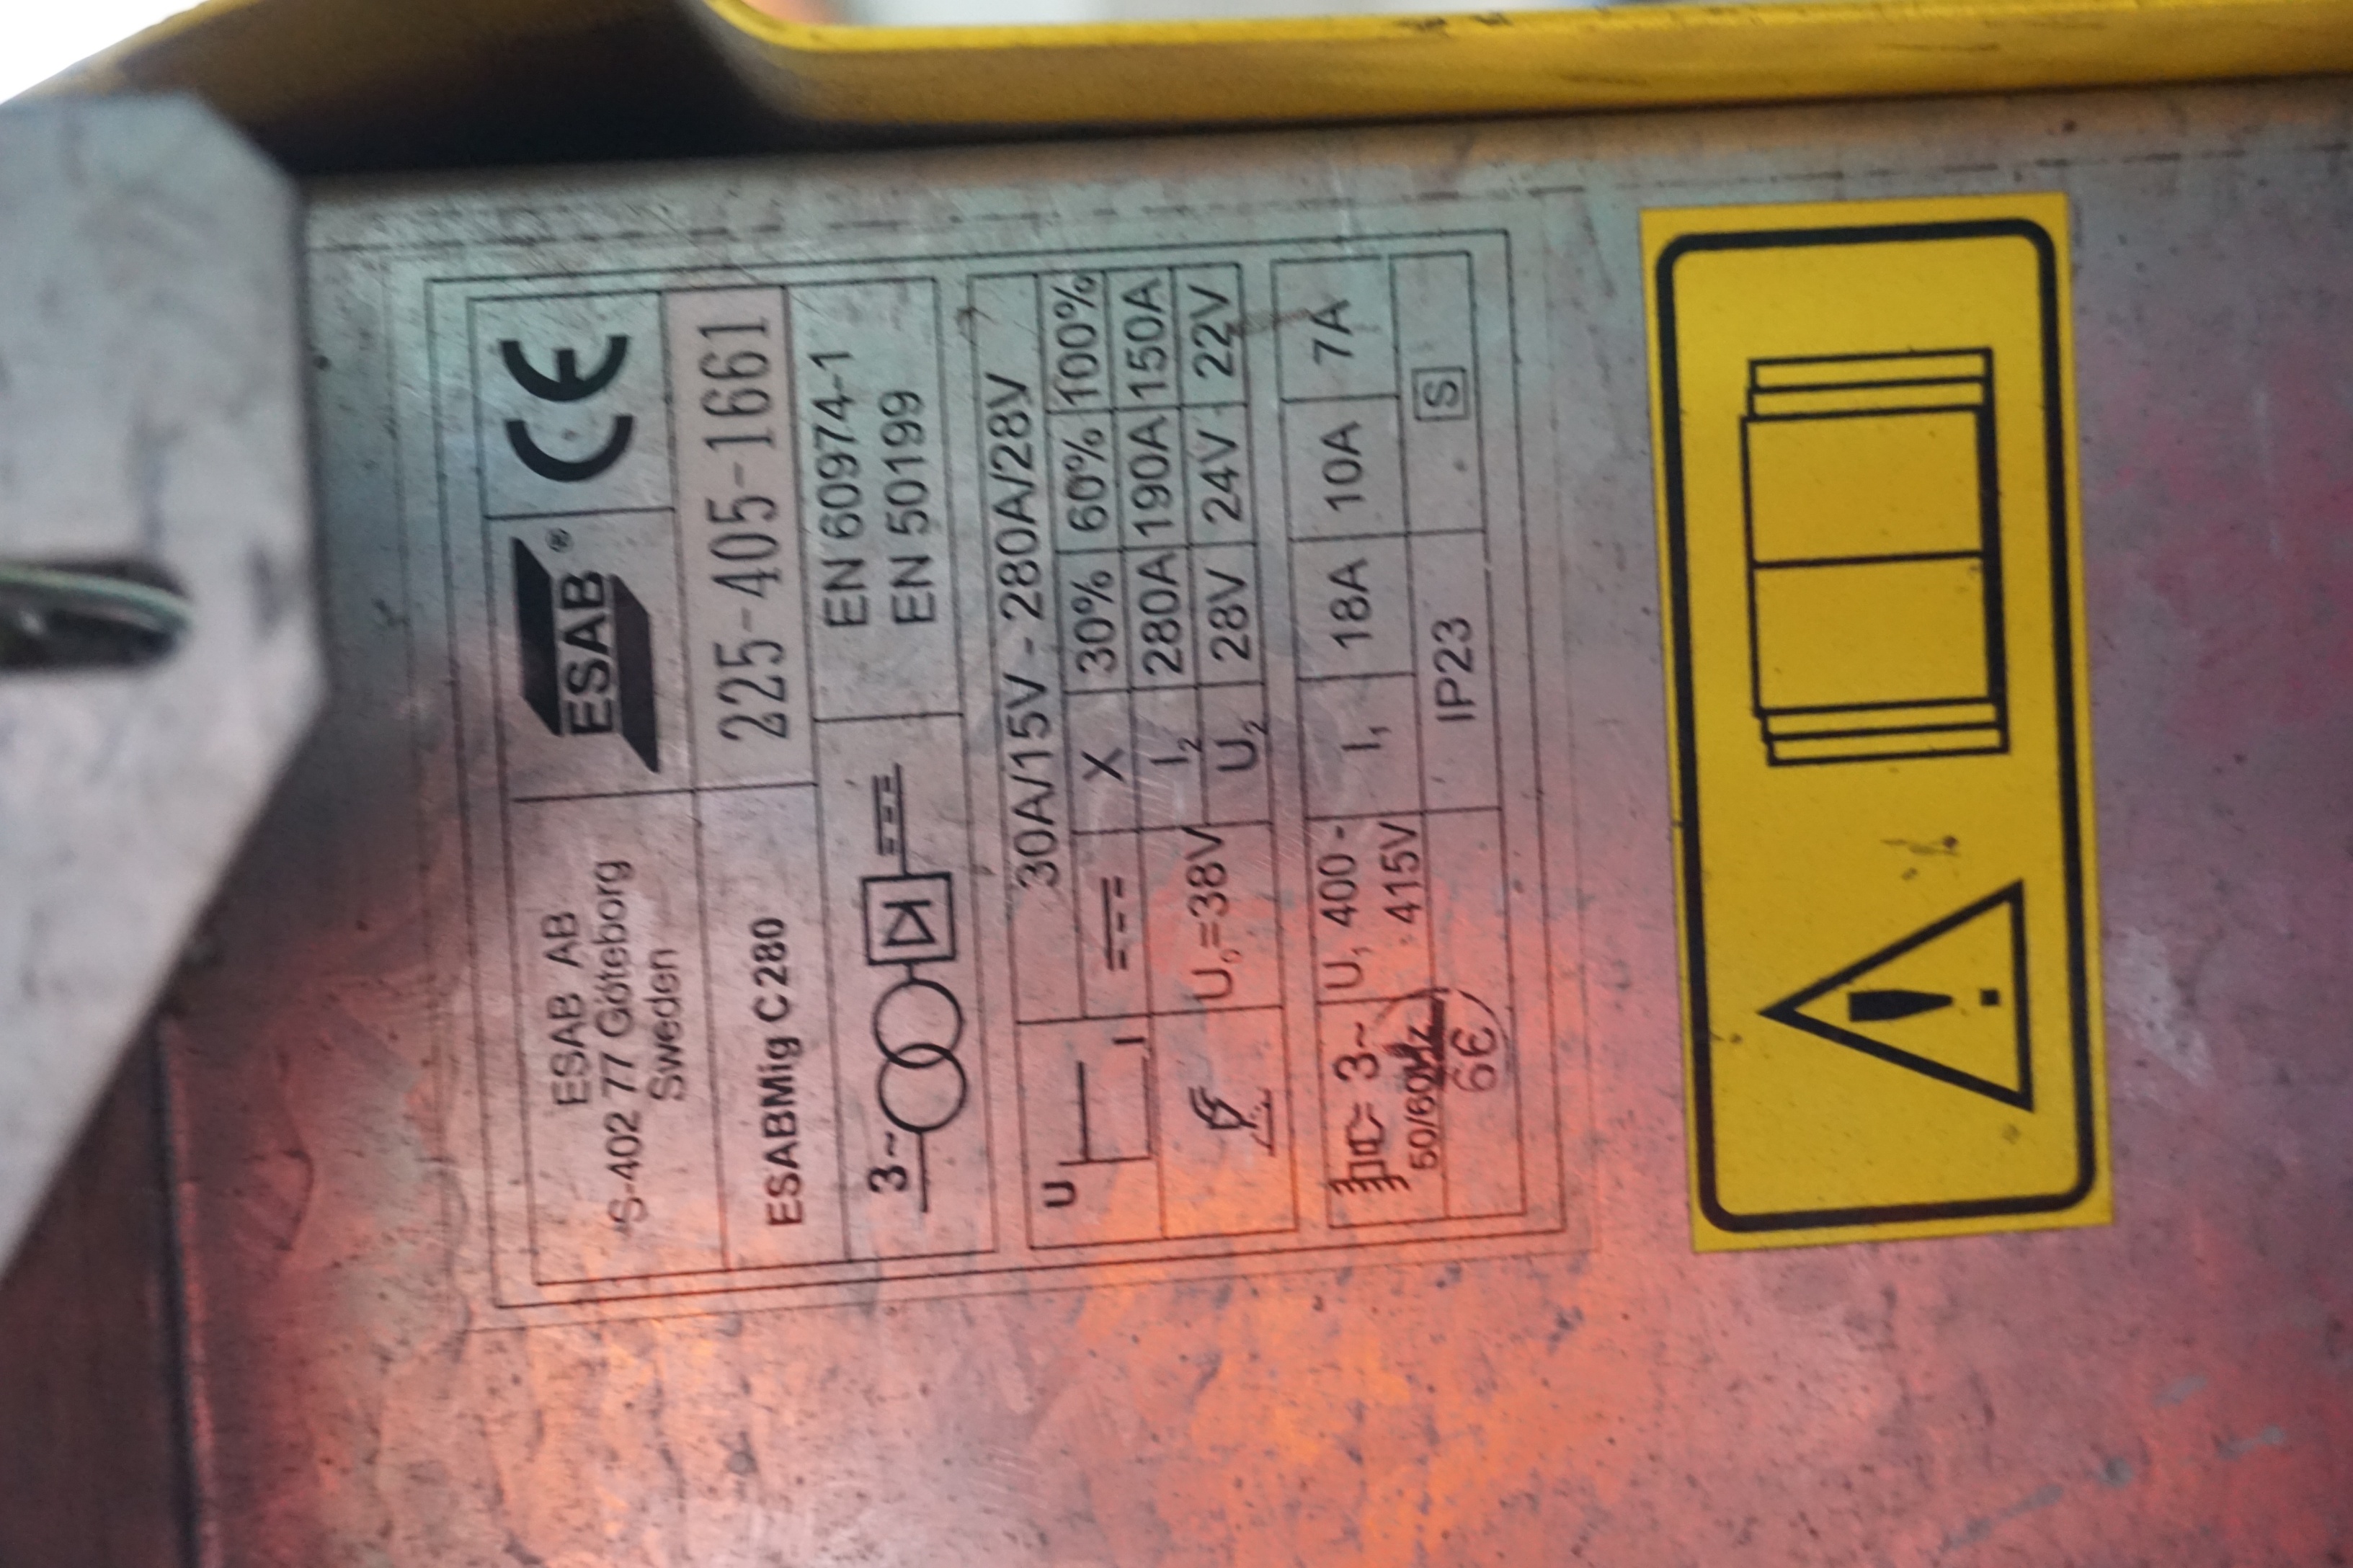 ESAB AB
S-402 77 Göteborg
Sweden
ESAB®
CE
ESABMig C280
225-405-1661
3~
EN 60974-1
EN 50199
U
I
30A/15V - 280A/28V
X 30% 60% 100%
I₂ 280A 190A 150A
U₀=38V
U₂ 28V 24V 22V
3~
50/60Hz
U₁ 400 -
415V
I₁ 18A 10A 7A
IP23
S